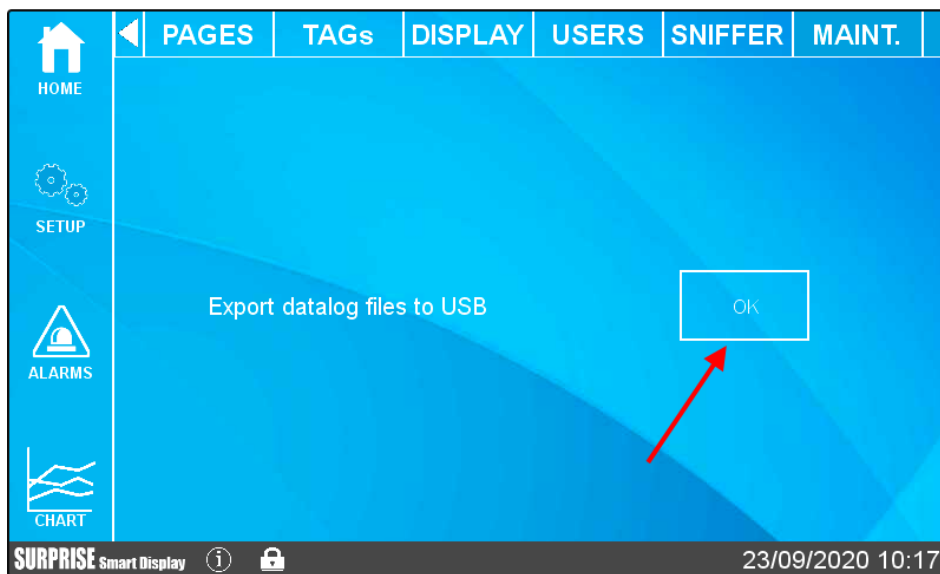 PAGES TAGs DISPLAY USERS SNIFFER MAINT.
HOME
SETUP
Export datalog files to USB OK
ALARMS
CHART
SURPRISE Smart Display i 23/09/2020 10:17